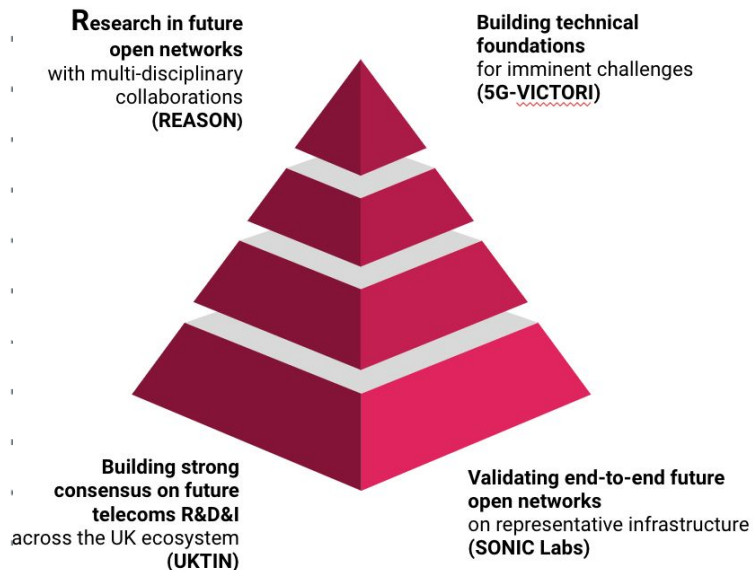 Research in future
open networks
with multi-disciplinary
collaborations
(REASON)
Building technical
foundations
for imminent challenges
(5G-VICTORI)
Building strong
consensus on future
telecoms R&D&I
across the UK ecosystem
(UKTIN)
Validating end-to-end future
open networks
on representative infrastructure
(SONIC Labs)